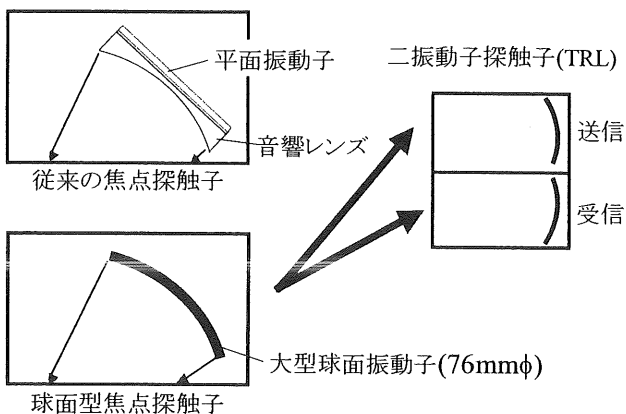 平面振動子
音響レンズ
従来の焦点探触子
二振動子探触子(TRL)
送信
受信
大型球面振動子(76mmφ)
球面型焦点探触子